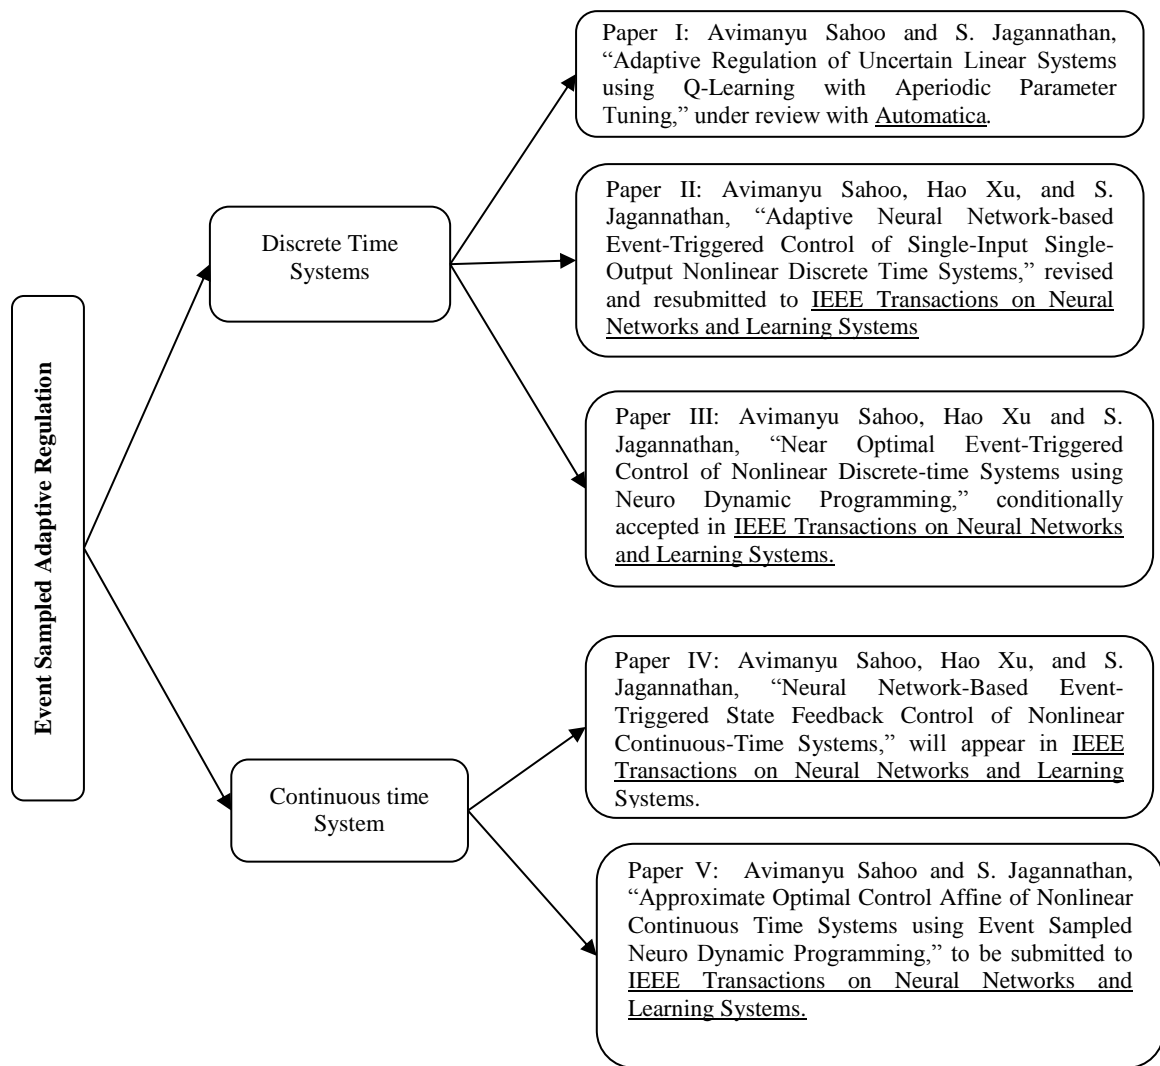 Event Sampled Adaptive Regulation
Discrete Time
Systems
Paper I: Avimanyu Sahoo and S. Jagannathan,
“Adaptive Regulation of Uncertain Linear Systems
using Q-Learning with Aperiodic Parameter
Tuning,” under review with Automatica.
Paper II: Avimanyu Sahoo, Hao Xu, and S.
Jagannathan, “Adaptive Neural Network-based
Event-Triggered Control of Single-Input Single-
Output Nonlinear Discrete Time Systems,” revised
and resubmitted to IEEE Transactions on Neural
Networks and Learning Systems
Paper III: Avimanyu Sahoo, Hao Xu and S.
Jagannathan, “Near Optimal Event-Triggered
Control of Nonlinear Discrete-time Systems using
Neuro Dynamic Programming,” conditionally
accepted in IEEE Transactions on Neural Networks
and Learning Systems.
Continuous time
System
Paper IV: Avimanyu Sahoo, Hao Xu, and S.
Jagannathan, “Neural Network-Based Event-
Triggered State Feedback Control of Nonlinear
Continuous-Time Systems,” will appear in IEEE
Transactions on Neural Networks and Learning
Systems.
Paper V: Avimanyu Sahoo and S. Jagannathan,
“Approximate Optimal Control Affine of Nonlinear
Continuous Time Systems using Event Sampled
Neuro Dynamic Programming,” to be submitted to
IEEE Transactions on Neural Networks and
Learning Systems.